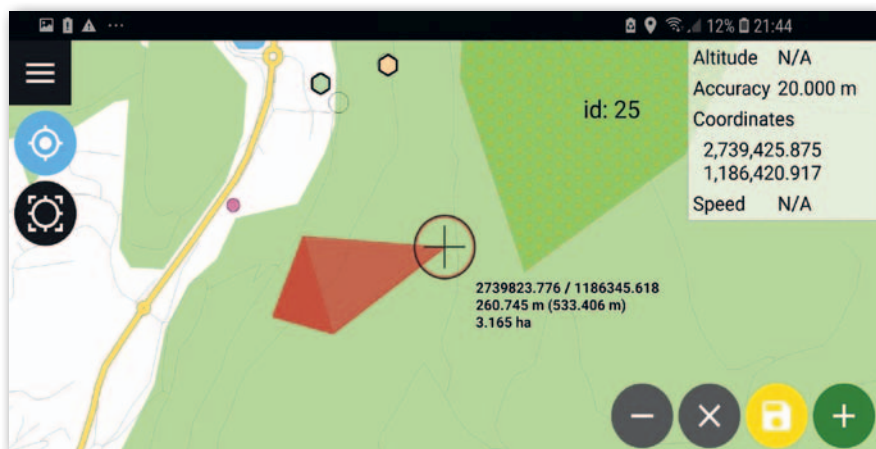 12% 21:44
id: 25
Altitude N/A
Accuracy 20.000 m
Coordinates
2,739,425.875
1,186,420.917
Speed N/A
2739823.776 / 1186345.618
260.745 m (533.406 m)
3.165 ha